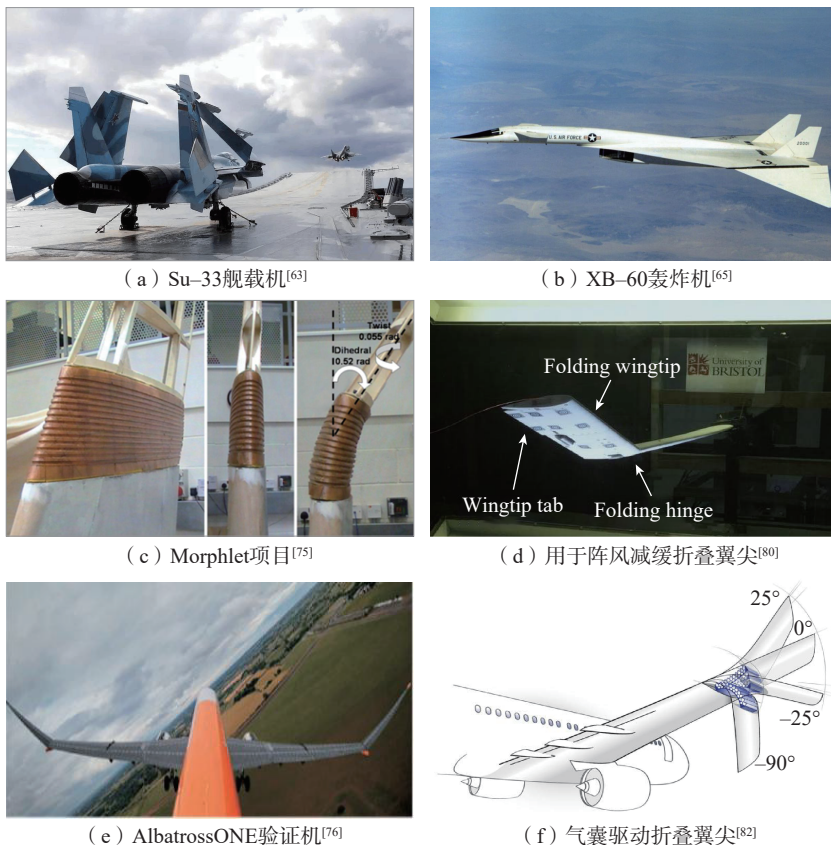 （a）Su–33舰载机[63]
U.S AIR FORCE
20001
（b）XB–60轰炸机[65]
Twist
0.055 rad
Dihedral
0.52 rad
（c）Morphlet项目[75]
University of
BRISTOL
Folding wingtip
Wingtip tab
Folding hinge
（d）用于阵风减缓折叠翼尖[80]
（e）AlbatrossONE验证机[76]
25°
0°
–25°
–90°
（f）气囊驱动折叠翼尖[82]